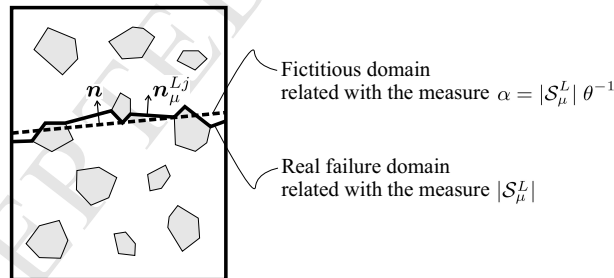 Fictitious domain
related with the measure α = |𝒮_μ^L| θ⁻¹
n n_μ^{Lj}
Real failure domain
related with the measure |𝒮_μ^L|